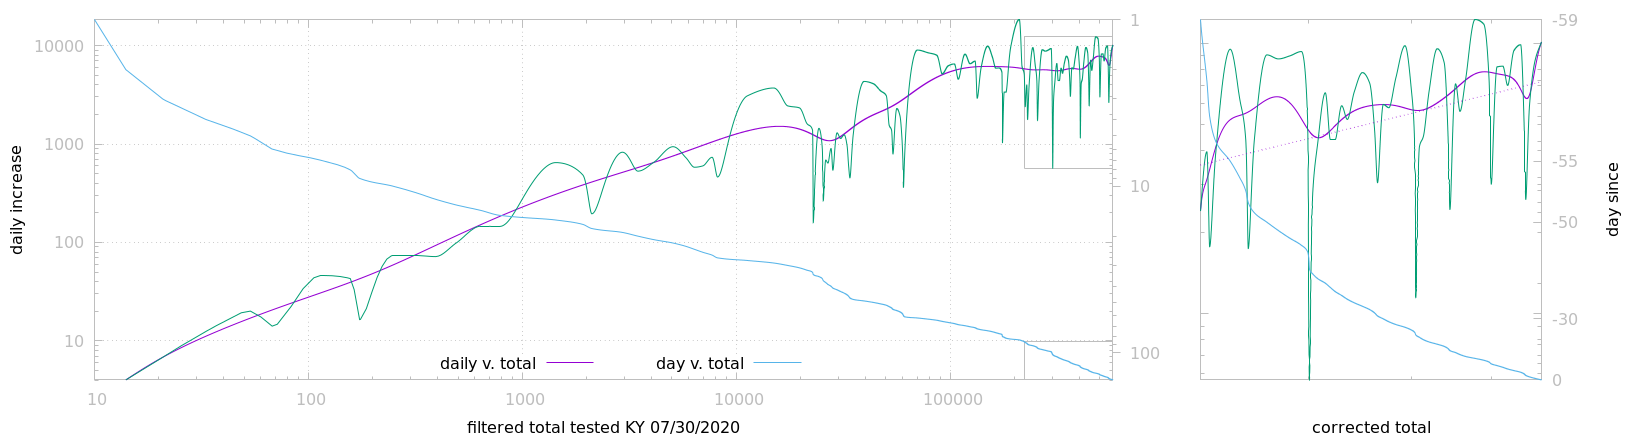 10000
1000
100
10
daily increase
10
100
1000
10000
100000
1
10
100
daily v. total
day v. total
filtered total tested KY 07/30/2020
-59
-55
-50
-30
0
day since
corrected total